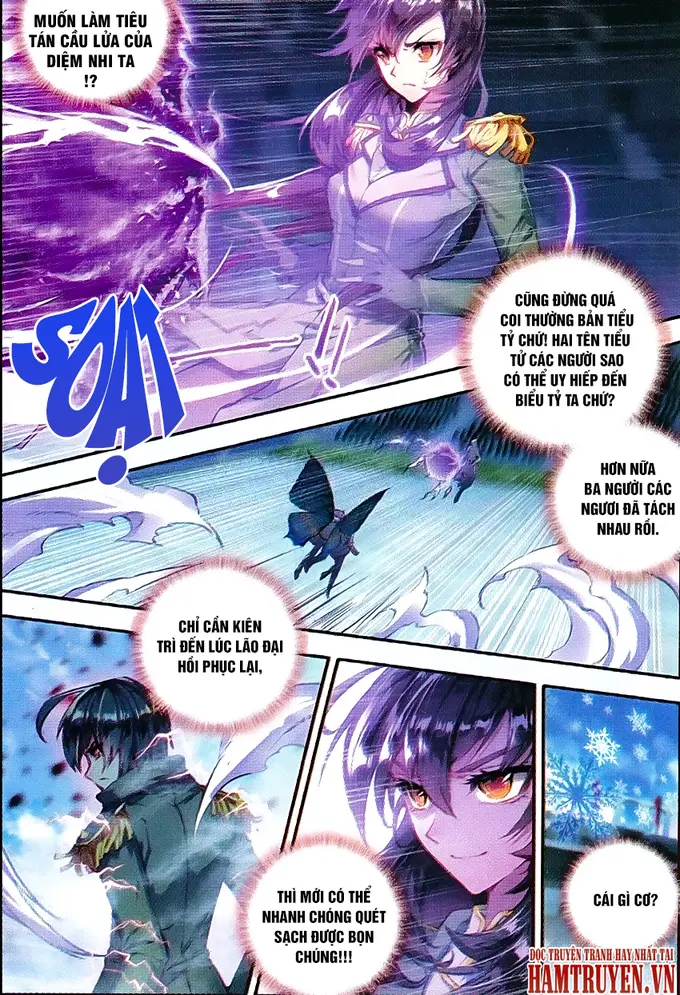 MUỐN LÀM TIÊU
TÁN CẦU LỬA CỦA
DIỆM NHI TA
!?
SOẠT
CŨNG ĐỪNG QUÁ
COI THƯỜNG BẢN TIỂU
TỶ CHỨ! HAI TÊN TIỂU
TỬ CÁC NGƯỜI SAO
CÓ THỂ UY HIẾP ĐẾN
BIỂU TỶ TA CHỨ?
HƠN NỮA
BA NGƯỜI CÁC
NGƯƠI ĐÃ TÁCH
NHAU RỒI.
CHỈ CẦN KIÊN
TRÌ ĐẾN LÚC LÃO ĐẠI
HỒI PHỤC LẠI,
THÌ MỚI CÓ THỂ
NHANH CHÓNG QUÉT
SẠCH ĐƯỢC BỌN
CHÚNG!!!
CÁI GÌ CƠ?
ĐỌC TRUYỆN TRANH HAY NHẤT TẠI
HAMTRUYEN.VN